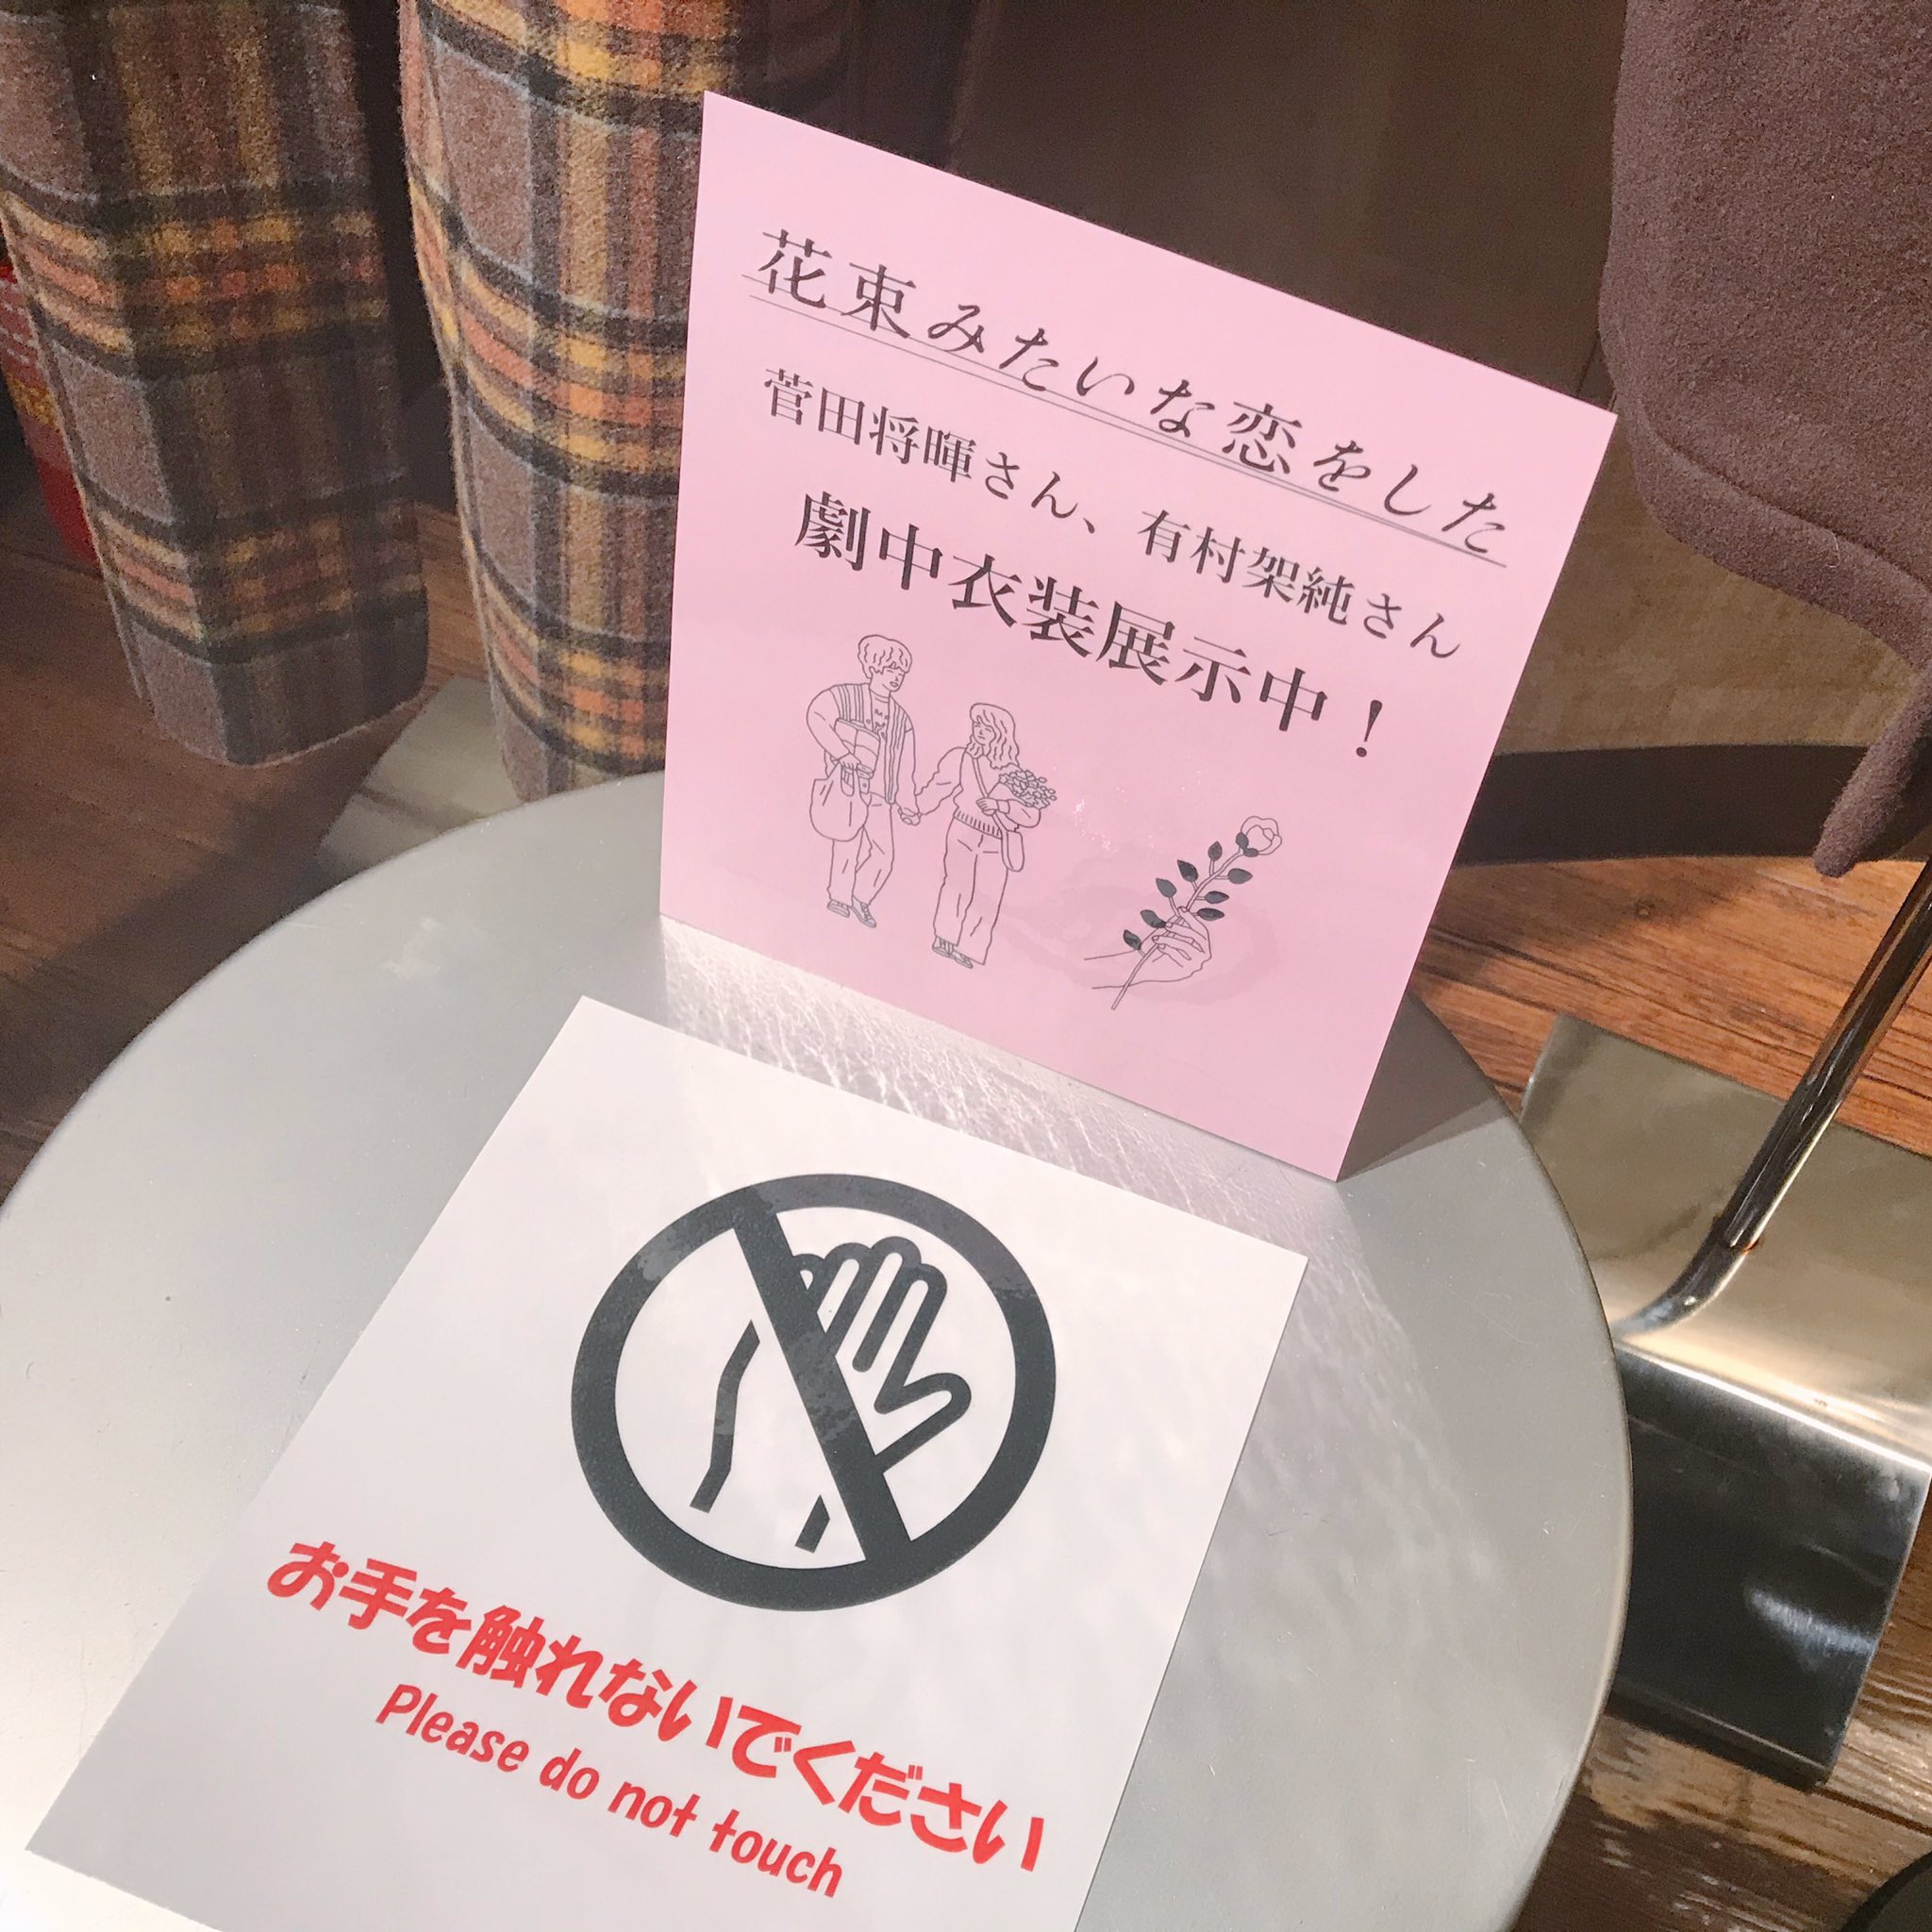 花束みたいな恋をした
菅田将暉さん、有村架純さん
劇中衣装展示中！
お手を触れないでください
Please do not touch